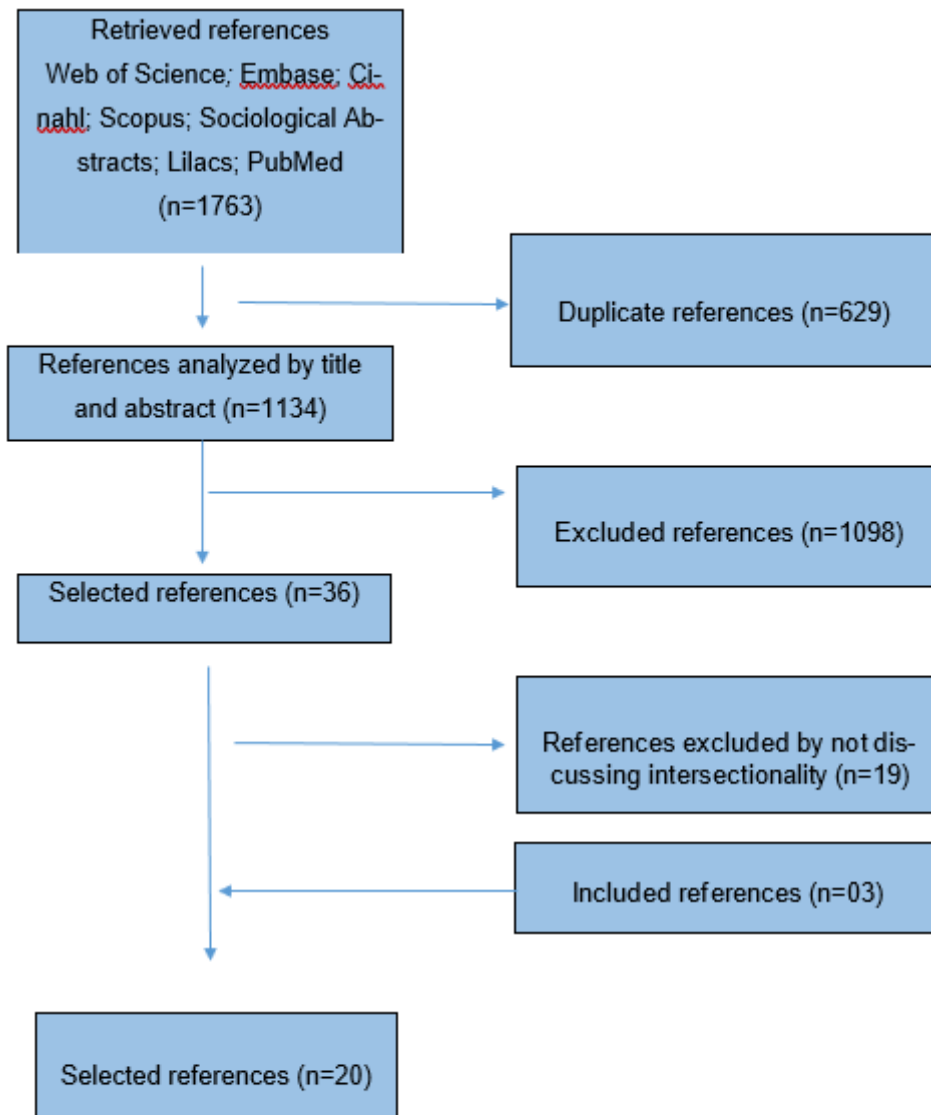 Retrieved references
Web of Science; Embase; Ci-
nahl; Scopus; Sociological Ab-
stracts; Lilacs; PubMed
(n=1763)
Duplicate references (n=629)
References analyzed by title
and abstract (n=1134)
Excluded references (n=1098)
Selected references (n=36)
References excluded by not dis-
cussing intersectionality (n=19)
Included references (n=03)
Selected references (n=20)